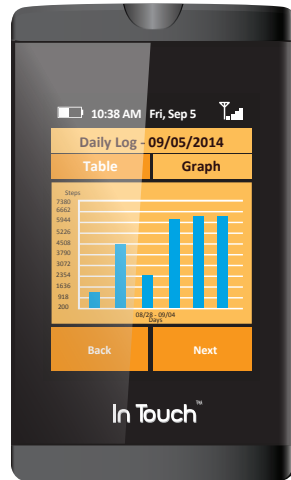 10:38 AM Fri, Sep 5
Daily Log - 09/05/2014
Table Graph
Steps
7380
6662
5944
5226
4508
3790
3072
2354
1636
918
200
08/28 - 09/04
Days
Back Next
In Touch™